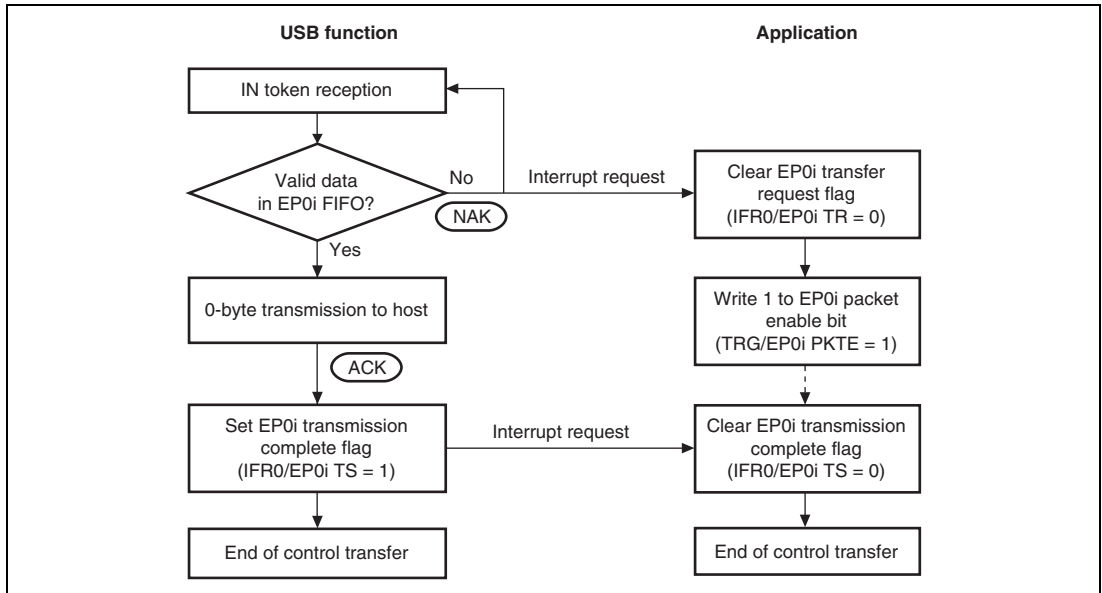 USB function
Application
IN token reception
Valid data
in EP0i FIFO?
No
NAK
Interrupt request
Clear EP0i transfer
request flag
(IFR0/EP0i TR = 0)
Yes
0-byte transmission to host
Write 1 to EP0i packet
enable bit
(TRG/EP0i PKTE = 1)
ACK
Set EP0i transmission
complete flag
(IFR0/EP0i TS = 1)
Interrupt request
Clear EP0i transmission
complete flag
(IFR0/EP0i TS = 0)
End of control transfer
End of control transfer